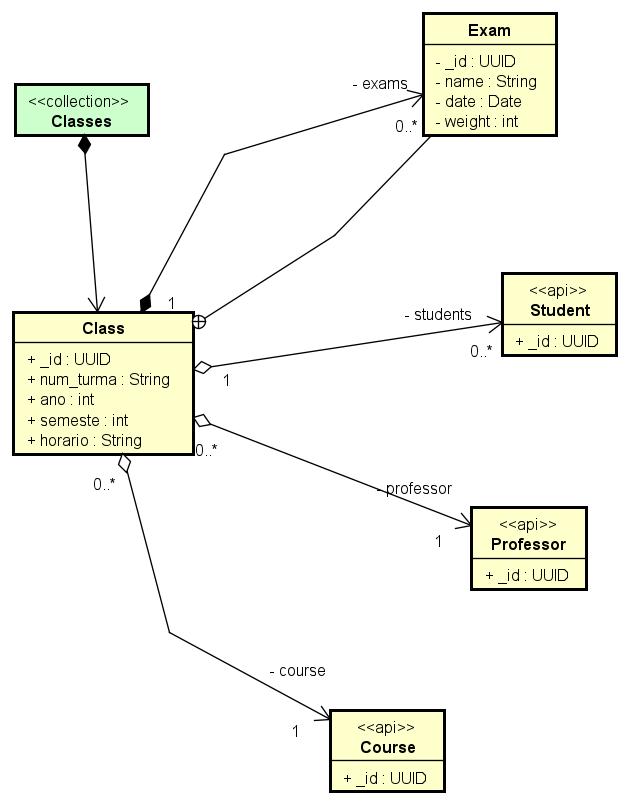 Exam
- _id : UUID
- name : String
- date : Date
- weight : int
- exams
0..*
<<collection>>
Classes
1
Class
+ _id : UUID
+ num_turma : String
+ ano : int
+ semeste : int
+ horario : String
<<api>>
Student
+ _id : UUID
- students
0..*
1
0..*
- professor
1
<<api>>
Professor
+ _id : UUID
0..*
- course
1
<<api>>
Course
+ _id : UUID